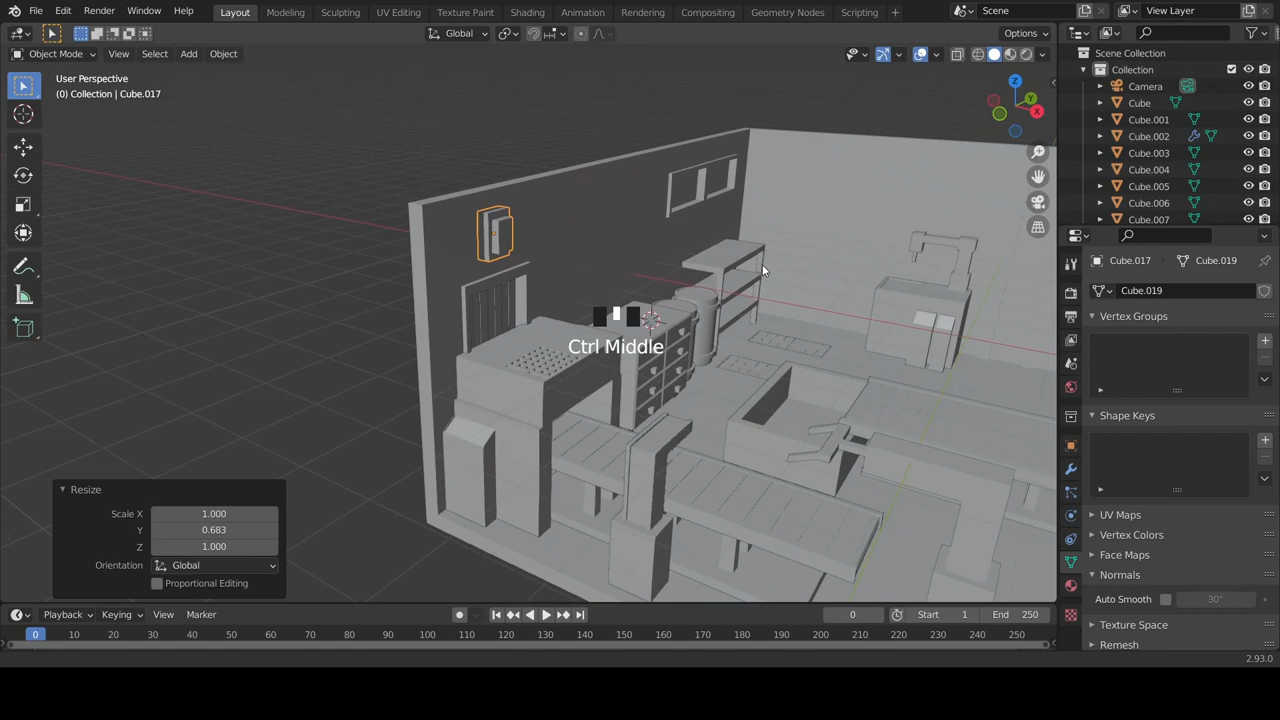 File Edit Render Window Help Layout Modeling Sculpting UV Editing Texture Paint Shading Animation Rendering Compositing Geometry Nodes Scripting + Scene View Layer
Global Options
Object Mode View Select Add Object
User Perspective
(0) Collection | Cube.017
Z
Y
X
Scene Collection
Collection
Camera
Cube
Cube.001
Cube.002
Cube.003
Cube.004
Cube.005
Cube.006
Cube.007
Cube.017 Cube.019
Cube.019
Vertex Groups
Shape Keys
UV Maps
Vertex Colors
Face Maps
Normals
Auto Smooth 30°
Texture Space
Remesh
Ctrl Middle
Resize
Scale X 1.000
Y 0.683
Z 1.000
Orientation Global
Proportional Editing
Playback Keying View Marker 0 Start 1 End 250
0 10 20 30 40 50 60 70 80 90 100 110 120 130 140 150 160 170 180 190 200 210 220 230 240 250
2.93.0